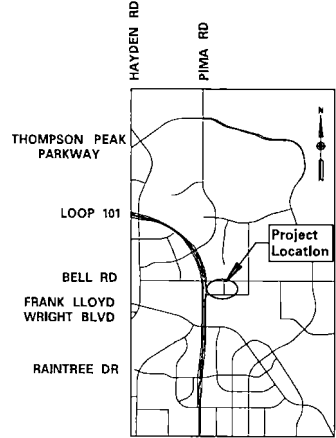 HAYDEN RD
PIMA RD
N
THOMPSON PEAK
PARKWAY
LOOP 101
Project
Location
BELL RD
FRANK LLOYD
WRIGHT BLVD
RAINTREE DR